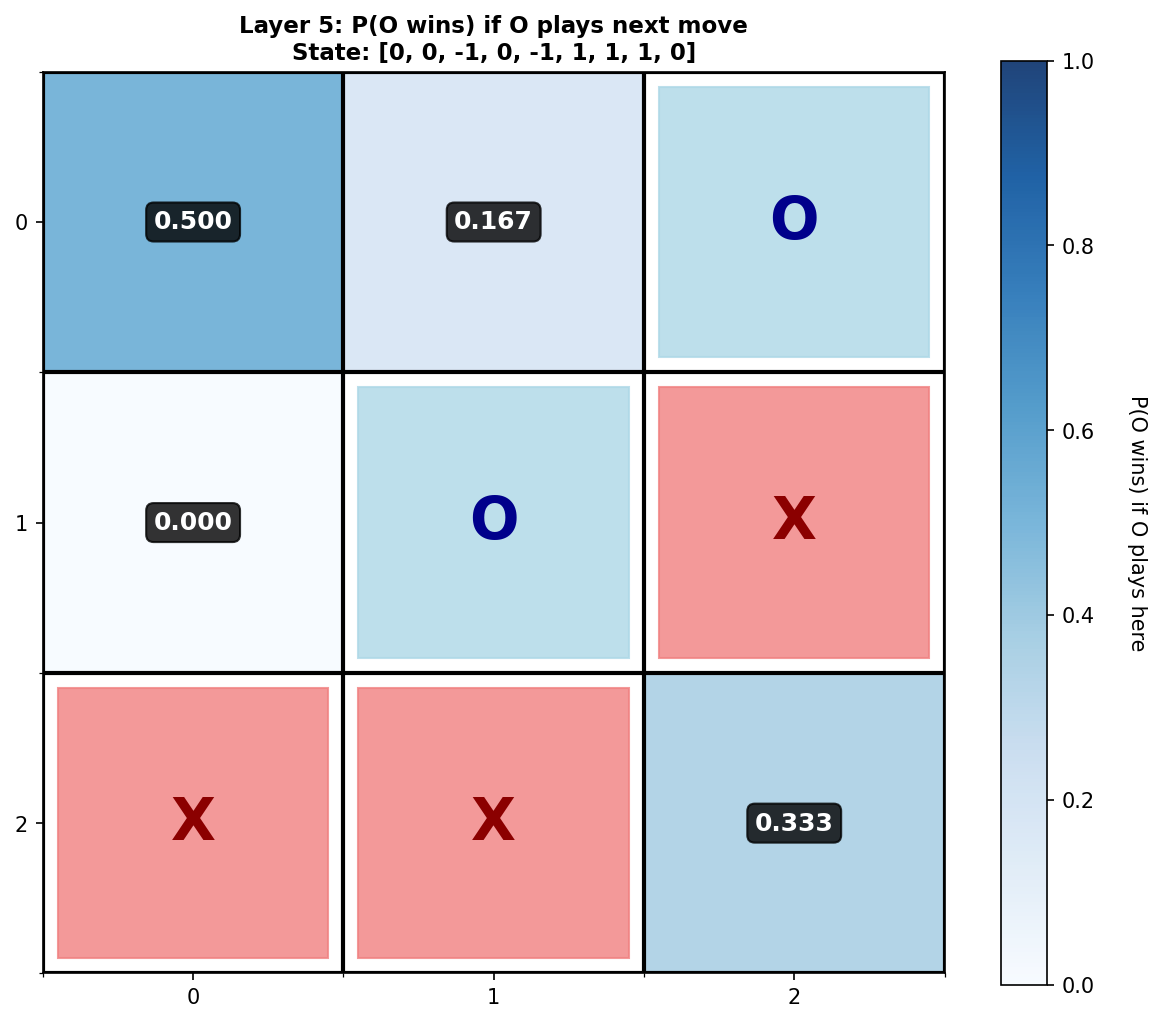 Layer 5: P(O wins) if O plays next move
State: [0, 0, -1, 0, -1, 1, 1, 1, 0]
0
0.500
0.167
O
1
0.000
O
X
2
X
X
0.333
0
1
2
1.0
0.8
0.6
0.4
0.2
0.0
P(O wins) if O plays here